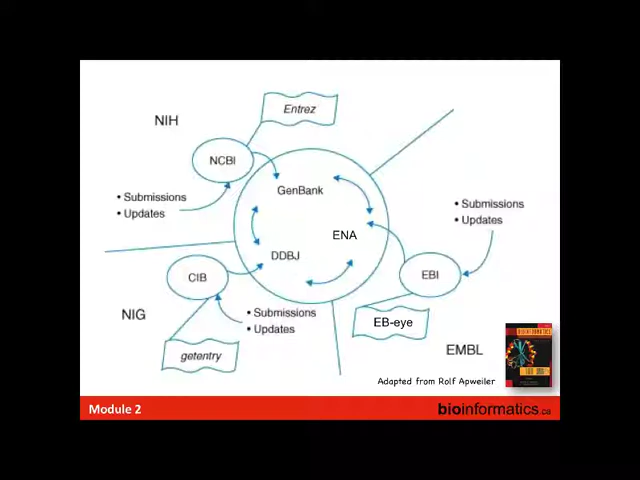 NIH
Entrez
NCBI
• Submissions
• Updates
GenBank
ENA
DDBJ
• Submissions
• Updates
EBI
CIB
NIG
• Submissions
• Updates
getentry
EB-eye
EMBL
BIOINFORMATICS
Adapted from Rolf Apweiler
Module 2
bioinformatics.ca